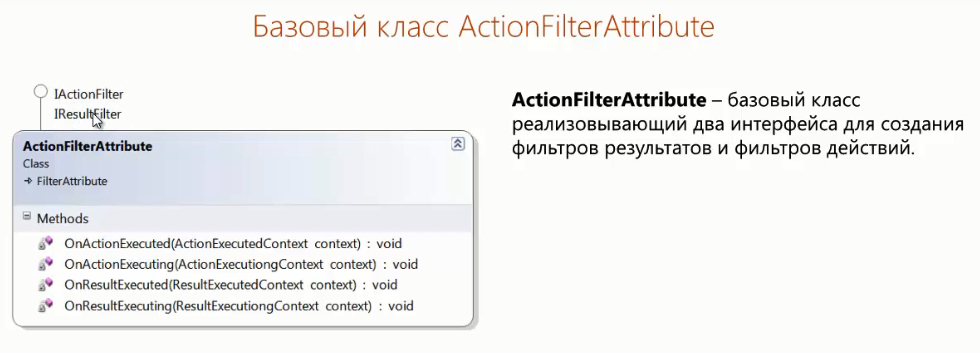 Базовый класс ActionFilterAttribute
IActionFilter
IResultFilter
ActionFilterAttribute
Class
FilterAttribute
Methods
OnActionExecuted(ActionExecutedContext context) : void
OnActionExecuting(ActionExecutiongContext context) : void
OnResultExecuted(ResultExecutedContext context) : void
OnResultExecuting(ResultExecutiongContext context) : void
ActionFilterAttribute – базовый класс
реализовывающий два интерфейса для создания
фильтров результатов и фильтров действий.